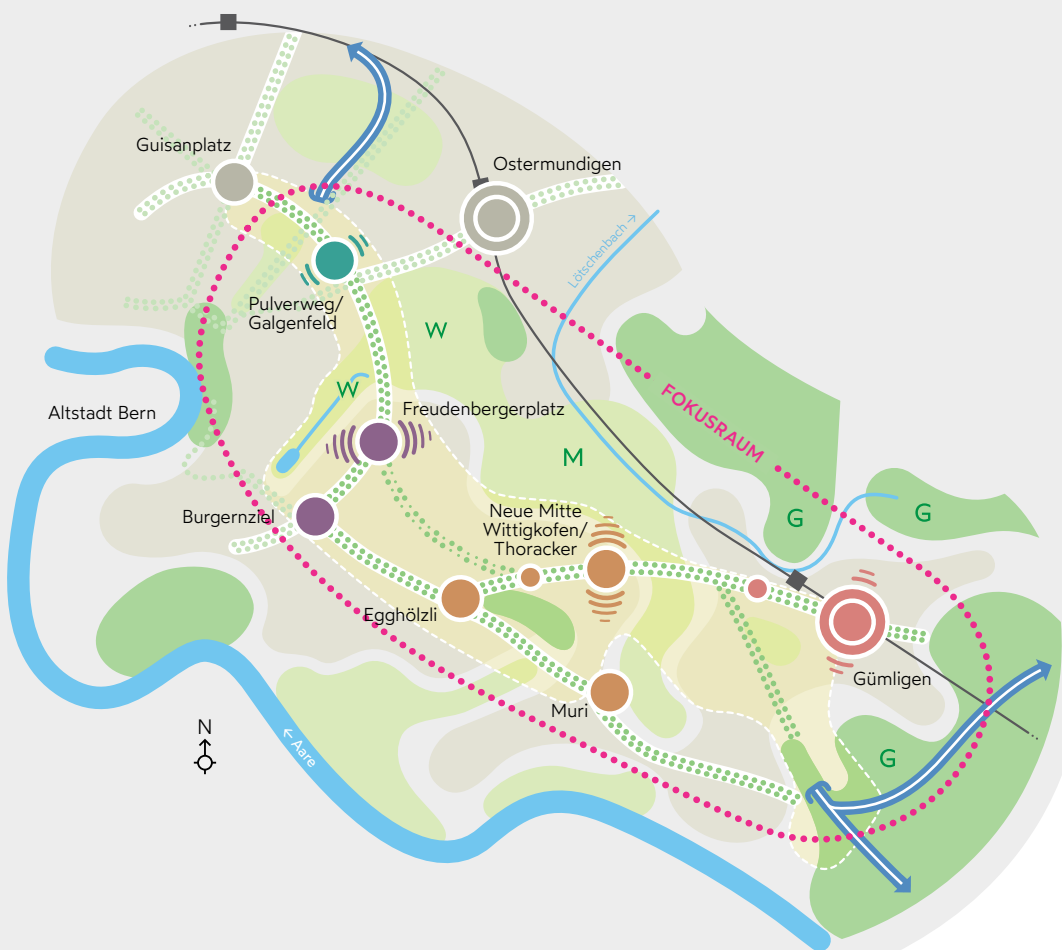 Guisanplatz
Ostermundigen
Lötschenbach →
Pulverweg/
Galgenfeld
W
W
Altstadt Bern
Freudenbergerplatz
FOKUSRAUM
M
Burgernziel
Neue Mitte
Wittigkofen/
Thoracker
G
G
Egghölzli
Gümligen
Muri
N
← Aare
G